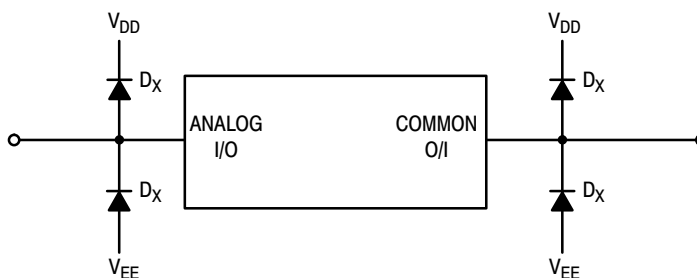 V_DD
V_DD
D_X
D_X
ANALOG
I/O
COMMON
O/I
D_X
D_X
V_EE
V_EE